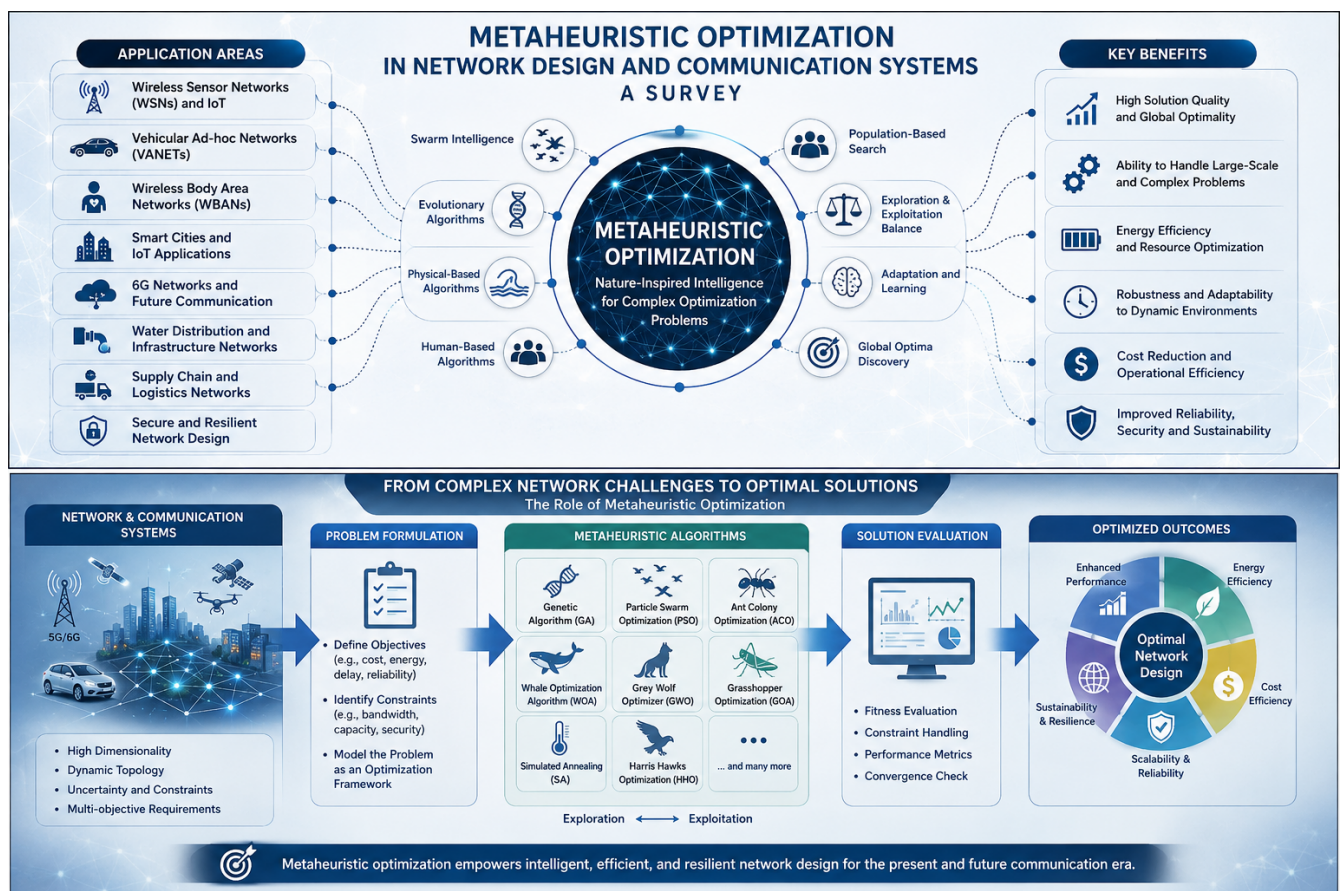 METAHEURISTIC OPTIMIZATION
IN NETWORK DESIGN AND COMMUNICATION SYSTEMS
A SURVEY
APPLICATION AREAS
Wireless Sensor Networks
(WSNs) and IoT
Vehicular Ad-hoc Networks
(VANETs)
Wireless Body Area
Networks (WBANs)
Smart Cities and
IoT Applications
6G Networks and
Future Communication
Water Distribution and
Infrastructure Networks
Supply Chain and
Logistics Networks
Secure and Resilient
Network Design
Swarm Intelligence
Evolutionary
Algorithms
Physical-Based
Algorithms
Human-Based
Algorithms
METAHEURISTIC
OPTIMIZATION
Nature-Inspired Intelligence
for Complex Optimization
Problems
Population-Based
Search
Exploration &
Exploitation
Balance
Adaptation and
Learning
Global Optima
Discovery
KEY BENEFITS
High Solution Quality
and Global Optimality
Ability to Handle Large-Scale
and Complex Problems
Energy Efficiency
and Resource Optimization
Robustness and Adaptability
to Dynamic Environments
$
Cost Reduction and
Operational Efficiency
Improved Reliability,
Security and Sustainability
FROM COMPLEX NETWORK CHALLENGES TO OPTIMAL SOLUTIONS
The Role of Metaheuristic Optimization
NETWORK & COMMUNICATION
SYSTEMS
5G/6G
• High Dimensionality
• Dynamic Topology
• Uncertainty and Constraints
• Multi-objective Requirements
PROBLEM FORMULATION
• Define Objectives
(e.g., cost, energy,
delay, reliability)
• Identify Constraints
(e.g., bandwidth,
capacity, security)
• Model the Problem
as an Optimization
Framework
METAHEURISTIC ALGORITHMS
Genetic
Algorithm (GA)
Particle Swarm
Optimization (PSO)
Ant Colony
Optimization (ACO)
Whale Optimization
Algorithm (WOA)
Grey Wolf
Optimizer (GWO)
Grasshopper
Optimization (GOA)
Simulated Annealing
(SA)
Harris Hawks
Optimization (HHO)
... and many more
Exploration ⟷ Exploitation
SOLUTION EVALUATION
• Fitness Evaluation
• Constraint Handling
• Performance Metrics
• Convergence Check
OPTIMIZED OUTCOMES
Enhanced
Performance
Energy
Efficiency
Optimal
Network
Design
$
Cost
Efficiency
Sustainability
& Resilience
Scalability &
Reliability
Metaheuristic optimization empowers intelligent, efficient, and resilient network design for the present and future communication era.